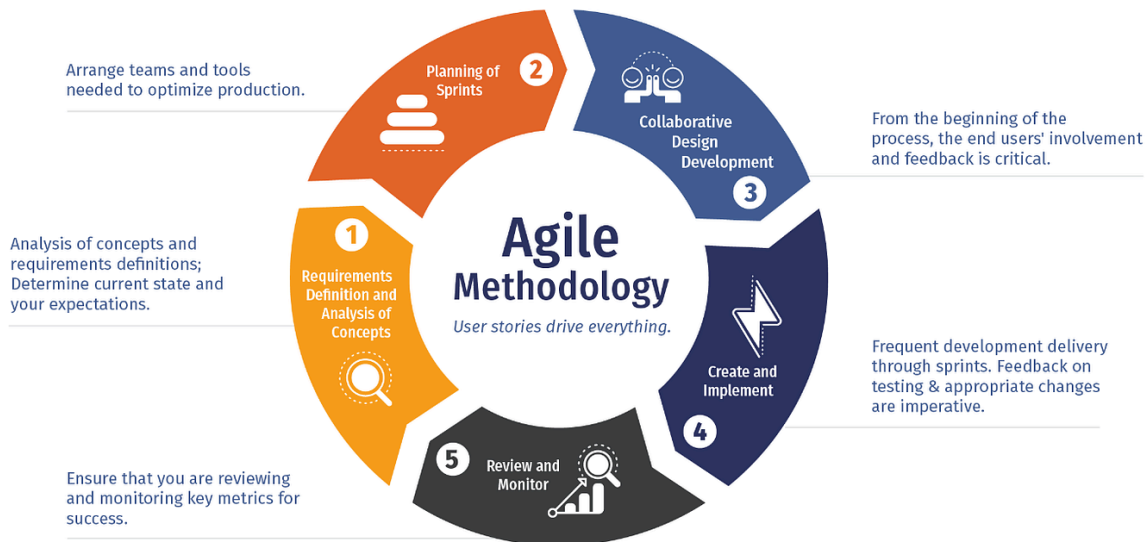 Agile
Methodology
User stories drive everything.
1
Requirements
Definition and
Analysis of
Concepts
Analysis of concepts and
requirements definitions;
Determine current state and
your expectations.
2
Planning of
Sprints
Arrange teams and tools
needed to optimize production.
Collaborative
Design
Development
3
From the beginning of the
process, the end users' involvement
and feedback is critical.
Create and
Implement
4
Frequent development delivery
through sprints. Feedback on
testing & appropriate changes
are imperative.
5
Review and
Monitor
Ensure that you are reviewing
and monitoring key metrics for
success.